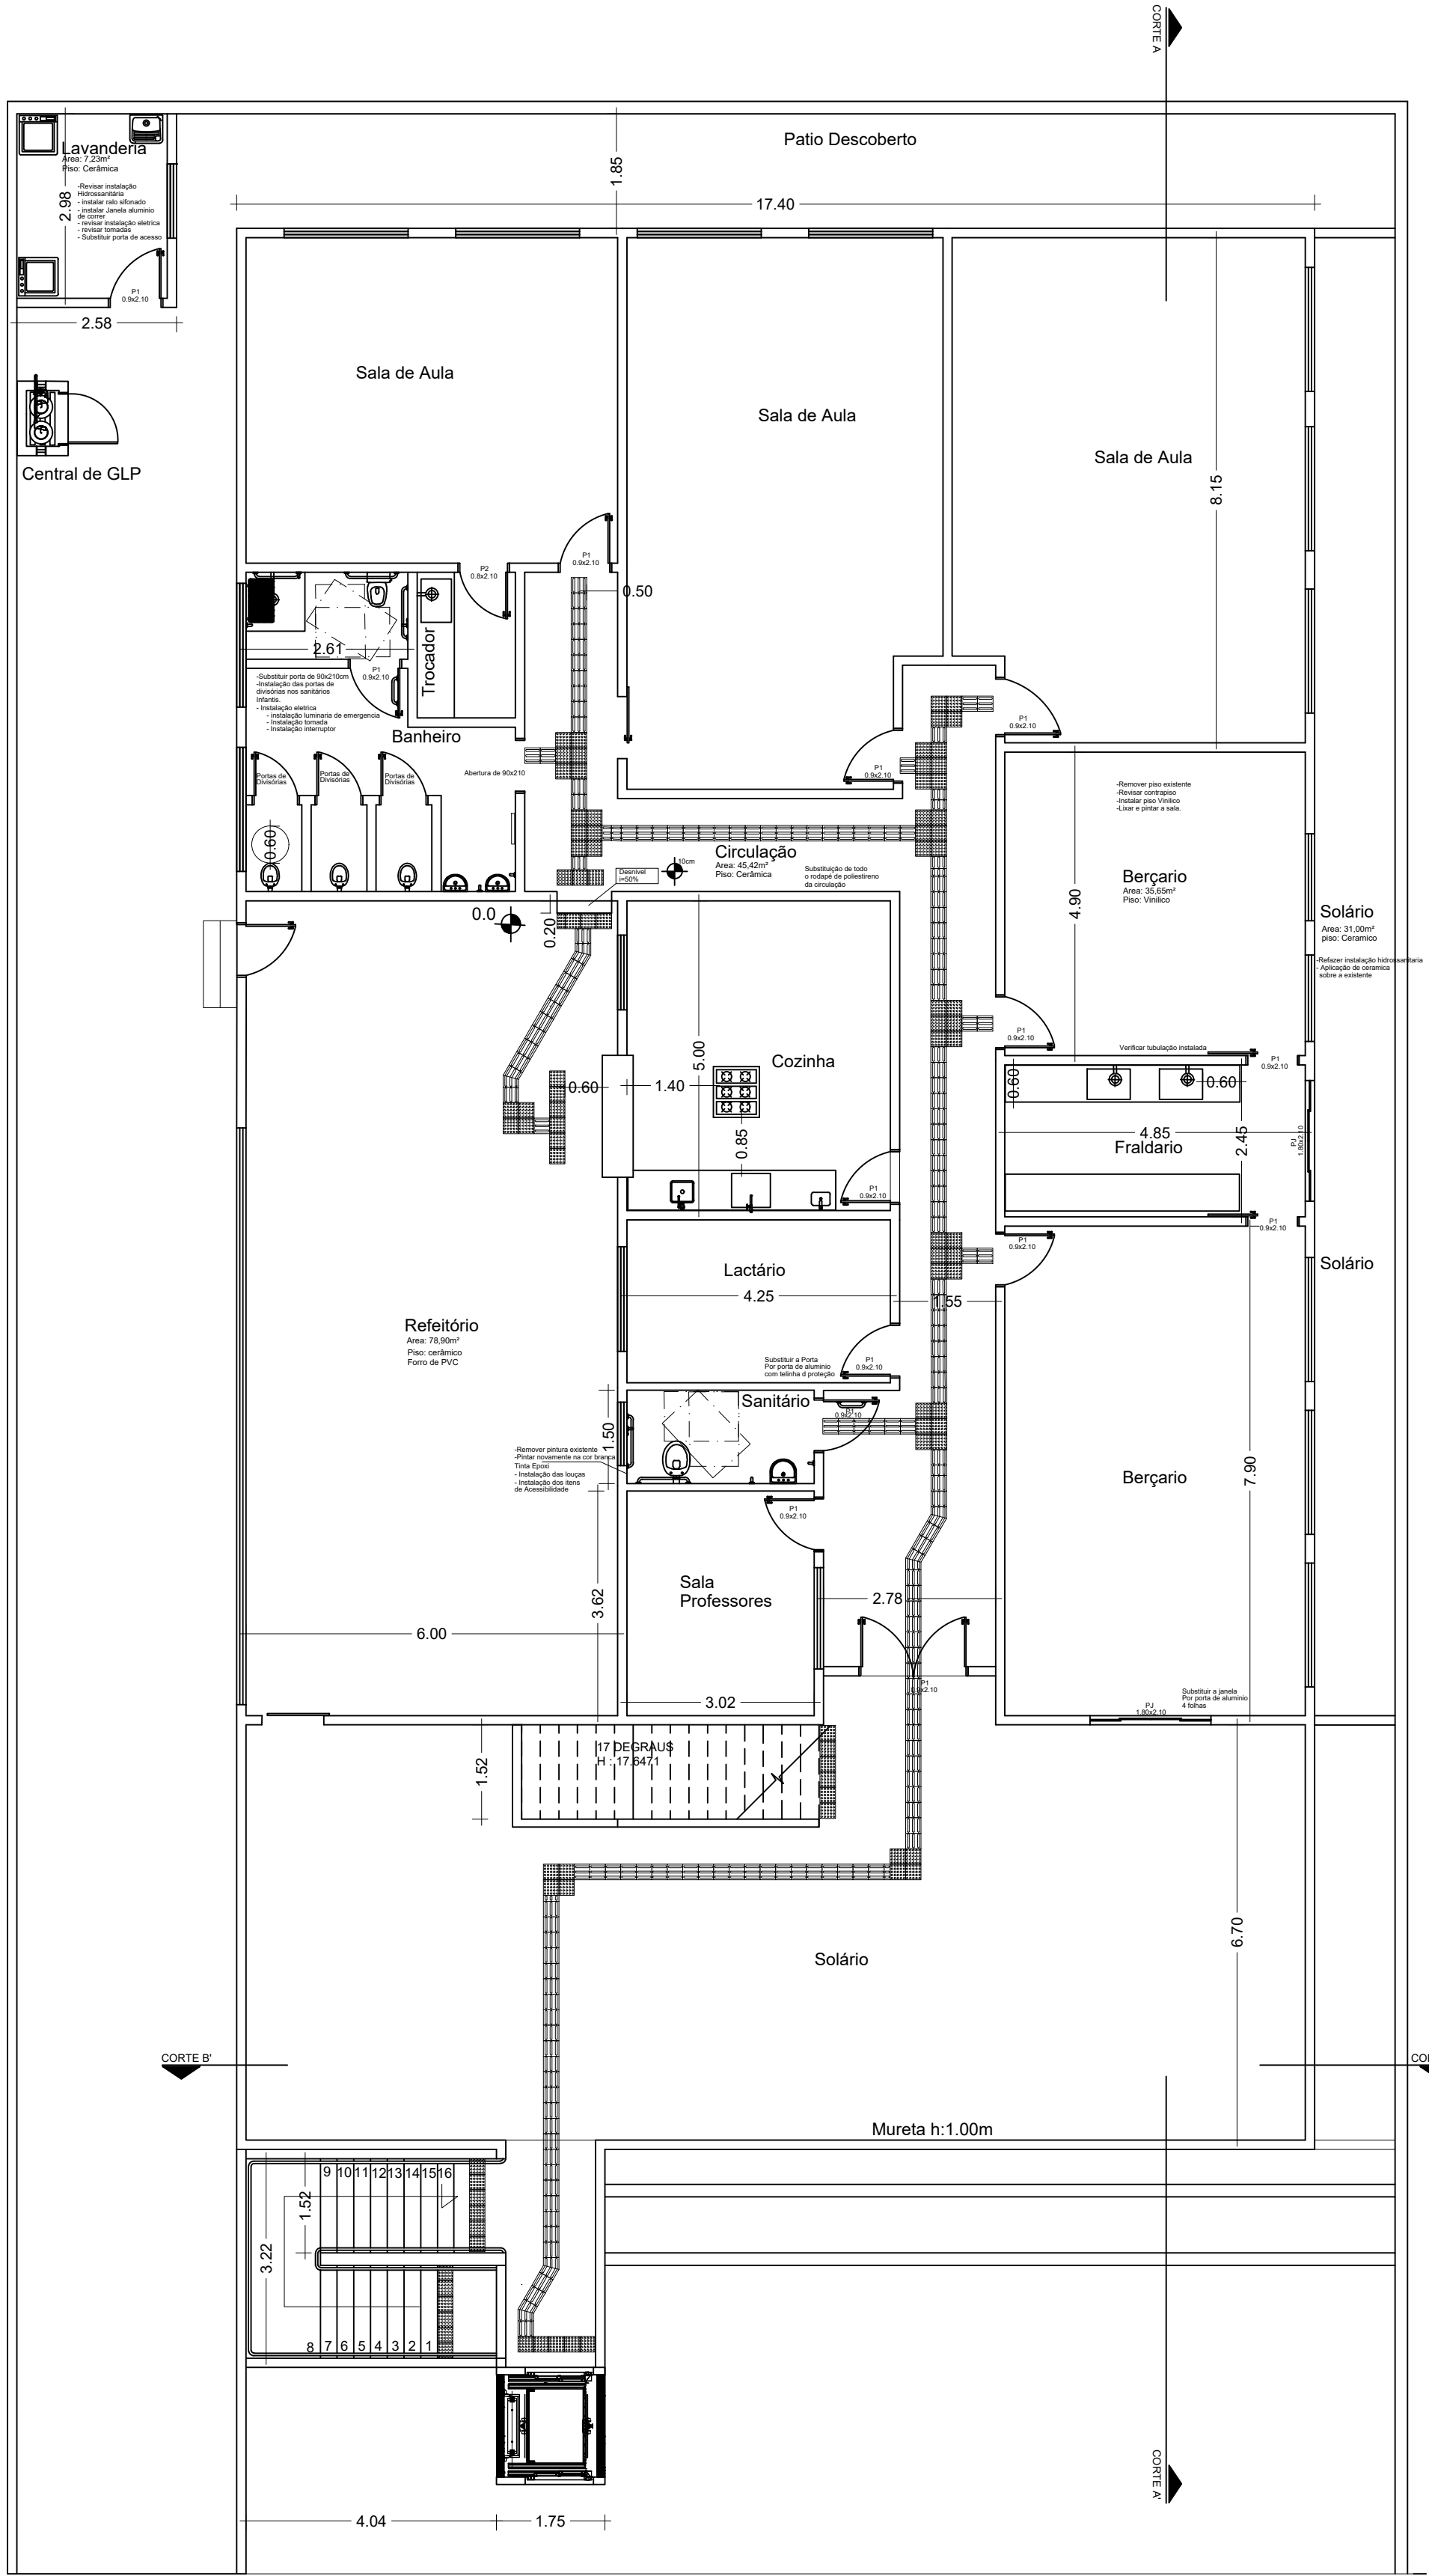 CORTE A
Patio Descoberto
Lavanderia
Area: 7,23m²
Piso: Cerâmica
-Revisar instalação
Hidrossanitária
- instalar ralo sifonado
- instalar Janela aluminio
de correr
- revisar instalação eletrica
- revisar tomadas
- Substituir porta de acesso
2.98
P1
0.9x2.10
2.58
1.85
17.40
Central de GLP
Sala de Aula
Sala de Aula
Sala de Aula
8.15
P2
0.8x2.10
P1
0.9x2.10
0.50
2.61
Trocador
P1
0.9x2.10
-Substituir porta de 90x210cm
-Instalação das portas de
divisórias nos sanitários
Infantis.
- Instalação eletrica
- instalação luminaria de emergencia
- Instalação tomada
- Instalação interruptor
Banheiro
Portas de
Divisórias
Portas de
Divisórias
Portas de
Divisórias
Abertura de 90x210
0.60
P1
0.9x2.10
P1
0.9x2.10
-Remover piso existente
-Revisar contrapiso
-Instalar piso Vinilico
-Lixar e pintar a sala.
Circulação
Area: 45,42m²
Piso: Cerâmica
10cm
Desnivel
i=50%
Substituição de todo
o rodapé de poliestireno
da circulação
0.0
0.20
Berçario
Area: 35,65m²
Piso: Vinilico
4.90
Solário
Area: 31,00m²
piso: Ceramico
-Refazer instalação hidrossanitaria
- Aplicação de ceramica
sobre a existente
P1
0.9x2.10
Verificar tubulação instalada
P1
0.9x2.10
Cozinha
5.00
0.60
1.40
0.85
0.60
0.60
4.85
2.45
Fraldario
PJ
1.80x2.10
P1
0.9x2.10
P1
0.9x2.10
P1
0.9x2.10
Solário
Lactário
4.25
1.55
Refeitório
Area: 78,90m²
Piso: cerâmico
Forro de PVC
Substituir a Porta
Por porta de aluminio
com telinha d proteção
P1
0.9x2.10
Sanitário
P1
0.9x2.10
1.50
-Remover pintura existente
-Pintar novamente na cor branca
Tinta Epoxi
- Instalação das louças
- Instalação dos itens
de Acessibilidade
Berçario
7.90
P1
0.9x2.10
Sala
Professores
3.62
2.78
6.00
3.02
P1
0.9x2.10
Substituir a janela
Por porta de aluminio
4 folhas
PJ
1.80x2.10
17 DEGRAUS
H : 17.6471
1.52
6.70
Solário
CORTE B'
Mureta h:1.00m
9 10 11 12 13 14 15 16
1.52
3.22
8 7 6 5 4 3 2 1
CORTE A'
4.04
1.75